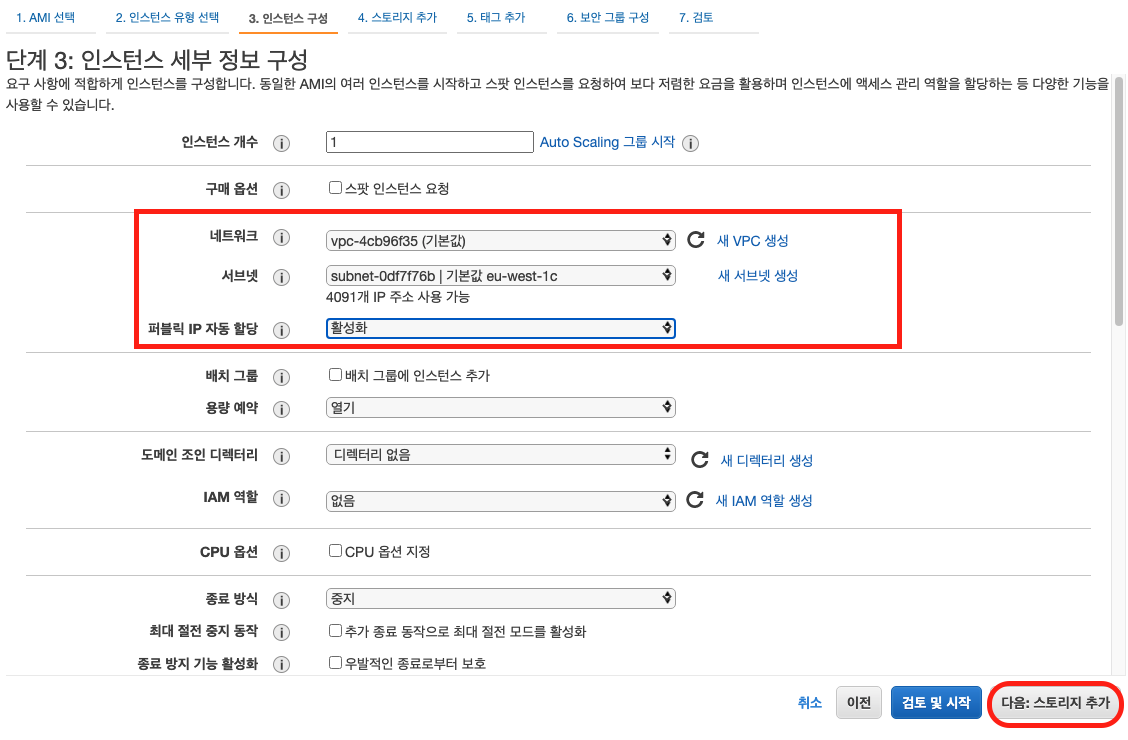 1. AMI 선택 2. 인스턴스 유형 선택 3. 인스턴스 구성 4. 스토리지 추가 5. 태그 추가 6. 보안 그룹 구성 7. 검토
단계 3: 인스턴스 세부 정보 구성
요구 사항에 적합하게 인스턴스를 구성합니다. 동일한 AMI의 여러 인스턴스를 시작하고 스팟 인스턴스를 요청하여 보다 저렴한 요금을 활용하며 인스턴스에 액세스 관리 역할을 할당하는 등 다양한 기능을
사용할 수 있습니다.
인스턴스 개수 i 1 Auto Scaling 그룹 시작 i
구매 옵션 i 스팟 인스턴스 요청
네트워크 i vpc-4cb96f35 (기본값) 새 VPC 생성
서브넷 i subnet-0df7f76b | 기본값 eu-west-1c 새 서브넷 생성
4091개 IP 주소 사용 가능
퍼블릭 IP 자동 할당 i 활성화
배치 그룹 i 배치 그룹에 인스턴스 추가
용량 예약 i 열기
도메인 조인 디렉터리 i 디렉터리 없음 새 디렉터리 생성
IAM 역할 i 없음 새 IAM 역할 생성
CPU 옵션 i CPU 옵션 지정
종료 방식 i 중지
최대 절전 중지 동작 i 추가 종료 동작으로 최대 절전 모드를 활성화
종료 방지 기능 활성화 i 우발적인 종료로부터 보호
취소 이전 검토 및 시작 다음: 스토리지 추가